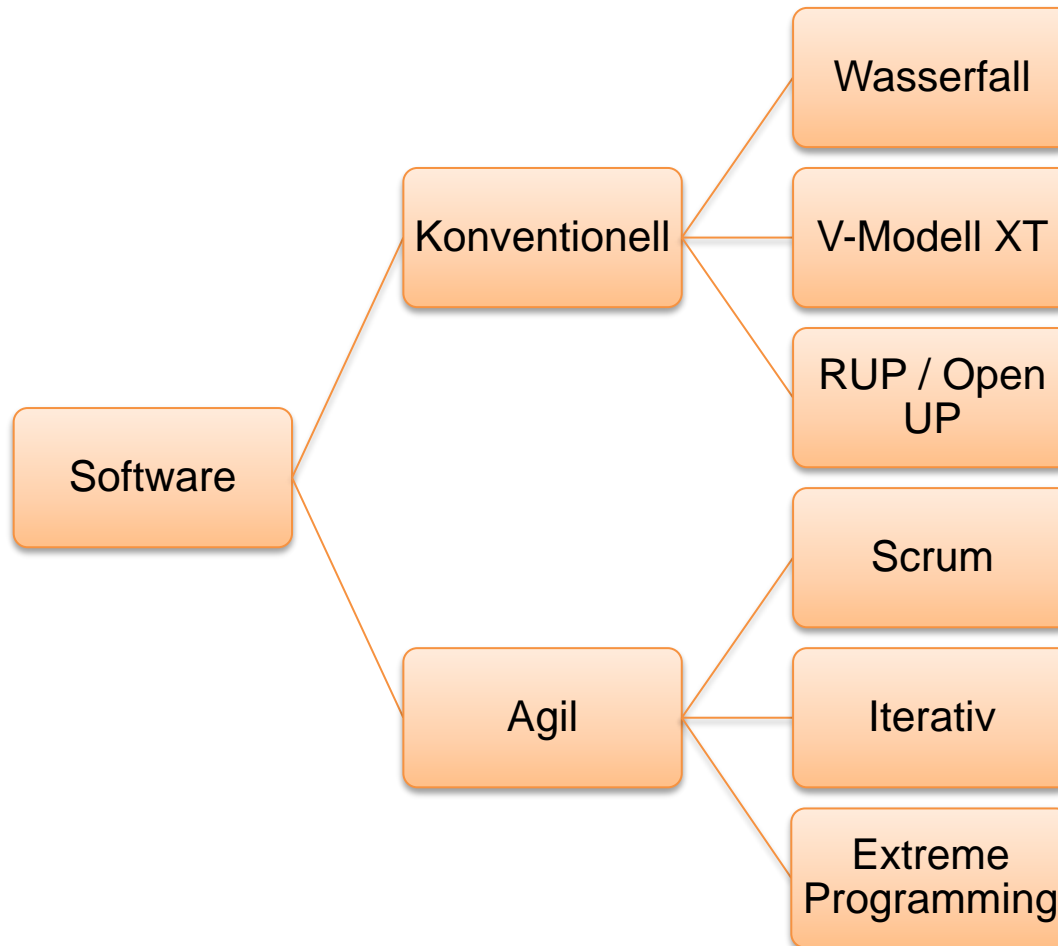 Wasserfall
Konventionell
V-Modell XT
RUP / Open
UP
Software
Scrum
Agil
Iterativ
Extreme
Programming